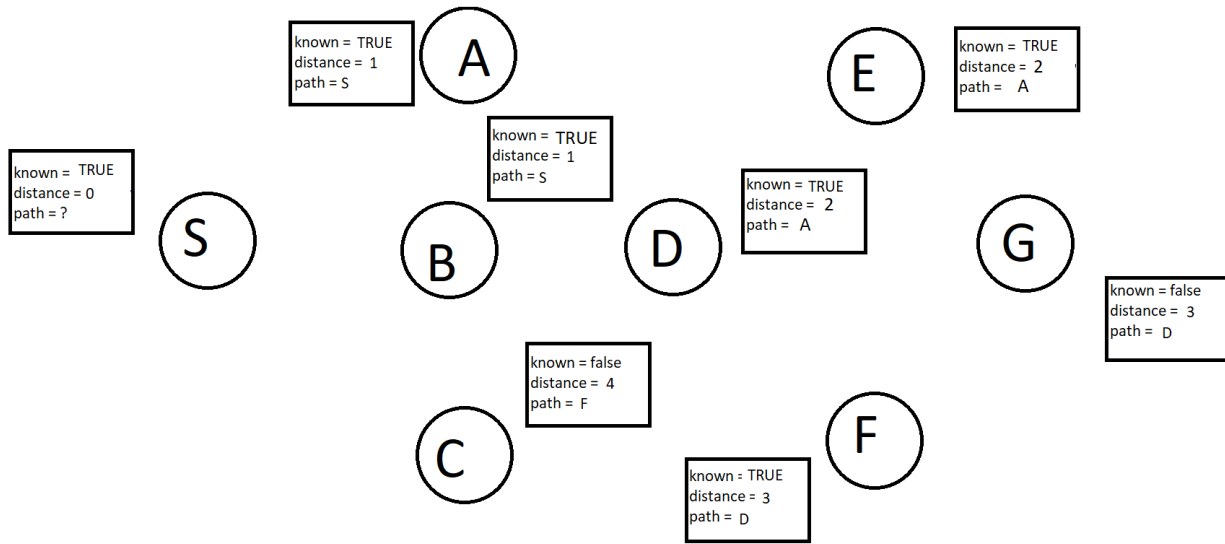 known = TRUE
distance = 1
path = S
A
E
known = TRUE
distance = 2
path = A
known = TRUE
distance = 1
path = S
known = TRUE
distance = 0
path = ?
S
B
D
known = TRUE
distance = 2
path = A
G
known = false
distance = 3
path = D
known = false
distance = 4
path = F
C
F
known = TRUE
distance = 3
path = D